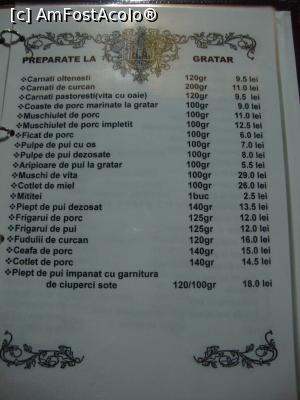 [c] AmFostAcolo®
PREPARATE LA GRATAR
❖Carnati oltenesti 120gr 9.5 lei
❖Carnati de curcan 200gr 11.0 lei
❖Carnati pastoresti(vita cu oaie) 120gr 9.5 lei
❖Coaste de porc marinate la gratar 100gr 9.0 lei
❖Muschiulet de porc 100gr 11.0 lei
❖Muschiulet de porc impletit 100gr 12.5 lei
❖Ficat de porc 100gr 6.0 lei
❖Pulpe de pui cu os 100gr 7.0 lei
❖Pulpe de pui dezosate 100gr 8.0 lei
❖Aripioare de pui la gratar 100gr 5.5 lei
❖Muschi de vita 100gr 29.0 lei
❖Cotlet de miel 100gr 26.0 lei
❖Mititei 1buc 2.5 lei
❖Piept de pui dezosat 140gr 13.5 lei
❖Frigarui de porc 125gr 12.0 lei
❖Frigarui de pui 125gr 12.0 lei
❖Fudulii de curcan 120gr 16.0 lei
❖Ceafa de porc 140gr 15.0 lei
❖Cotlet de porc 140gr 14.5 lei
❖Piept de pui impanat cu garnitura
de ciuperci sote 120/100gr 18.0 lei